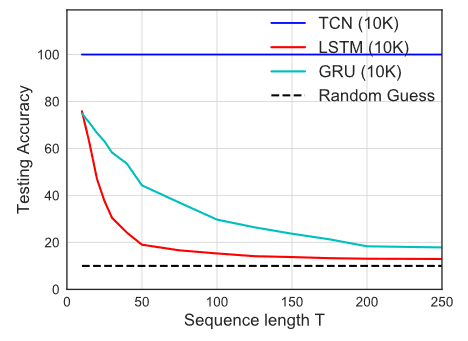 TCN (10K)
LSTM (10K)
GRU (10K)
Random Guess
Testing Accuracy
100
80
60
40
20
0
0 50 100 150 200 250
Sequence length T